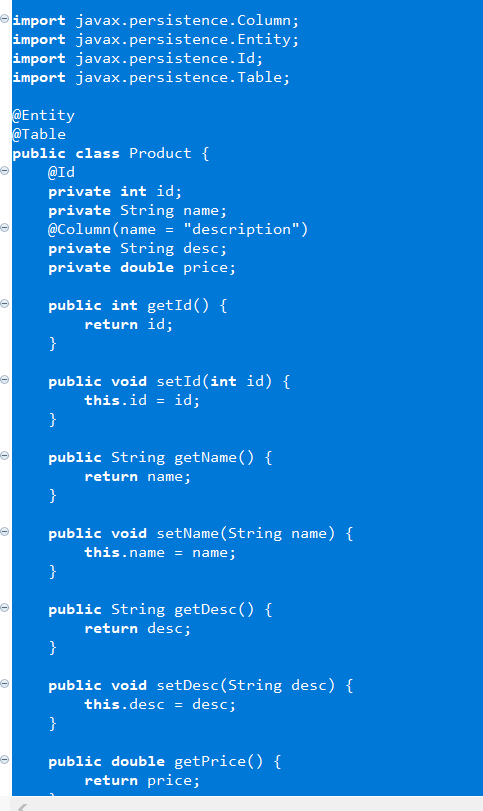 import javax.persistence.Column;
import javax.persistence.Entity;
import javax.persistence.Id;
import javax.persistence.Table;
@Entity
@Table
public class Product {
@Id
private int id;
private String name;
@Column(name = "description")
private String desc;
private double price;
public int getId() {
return id;
}
public void setId(int id) {
this.id = id;
}
public String getName() {
return name;
}
public void setName(String name) {
this.name = name;
}
public String getDesc() {
return desc;
}
public void setDesc(String desc) {
this.desc = desc;
}
public double getPrice() {
return price;
}